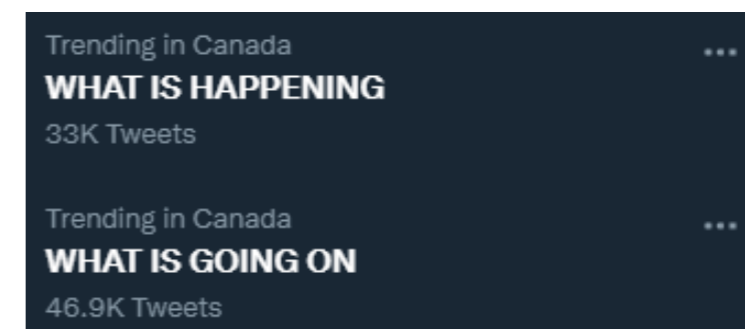 Trending in Canada
WHAT IS HAPPENING
33K Tweets
Trending in Canada
WHAT IS GOING ON
46.9K Tweets